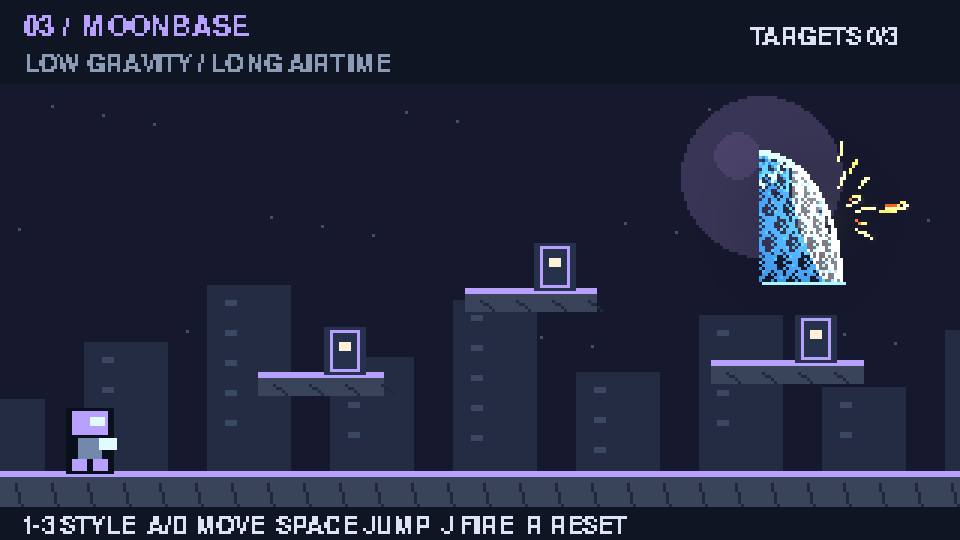 03 / MOONBASE
TARGETS 0/3
LOW GRAVITY / LONG AIRTIME
1-3 STYLE A/D MOVE SPACE JUMP J FIRE R RESET